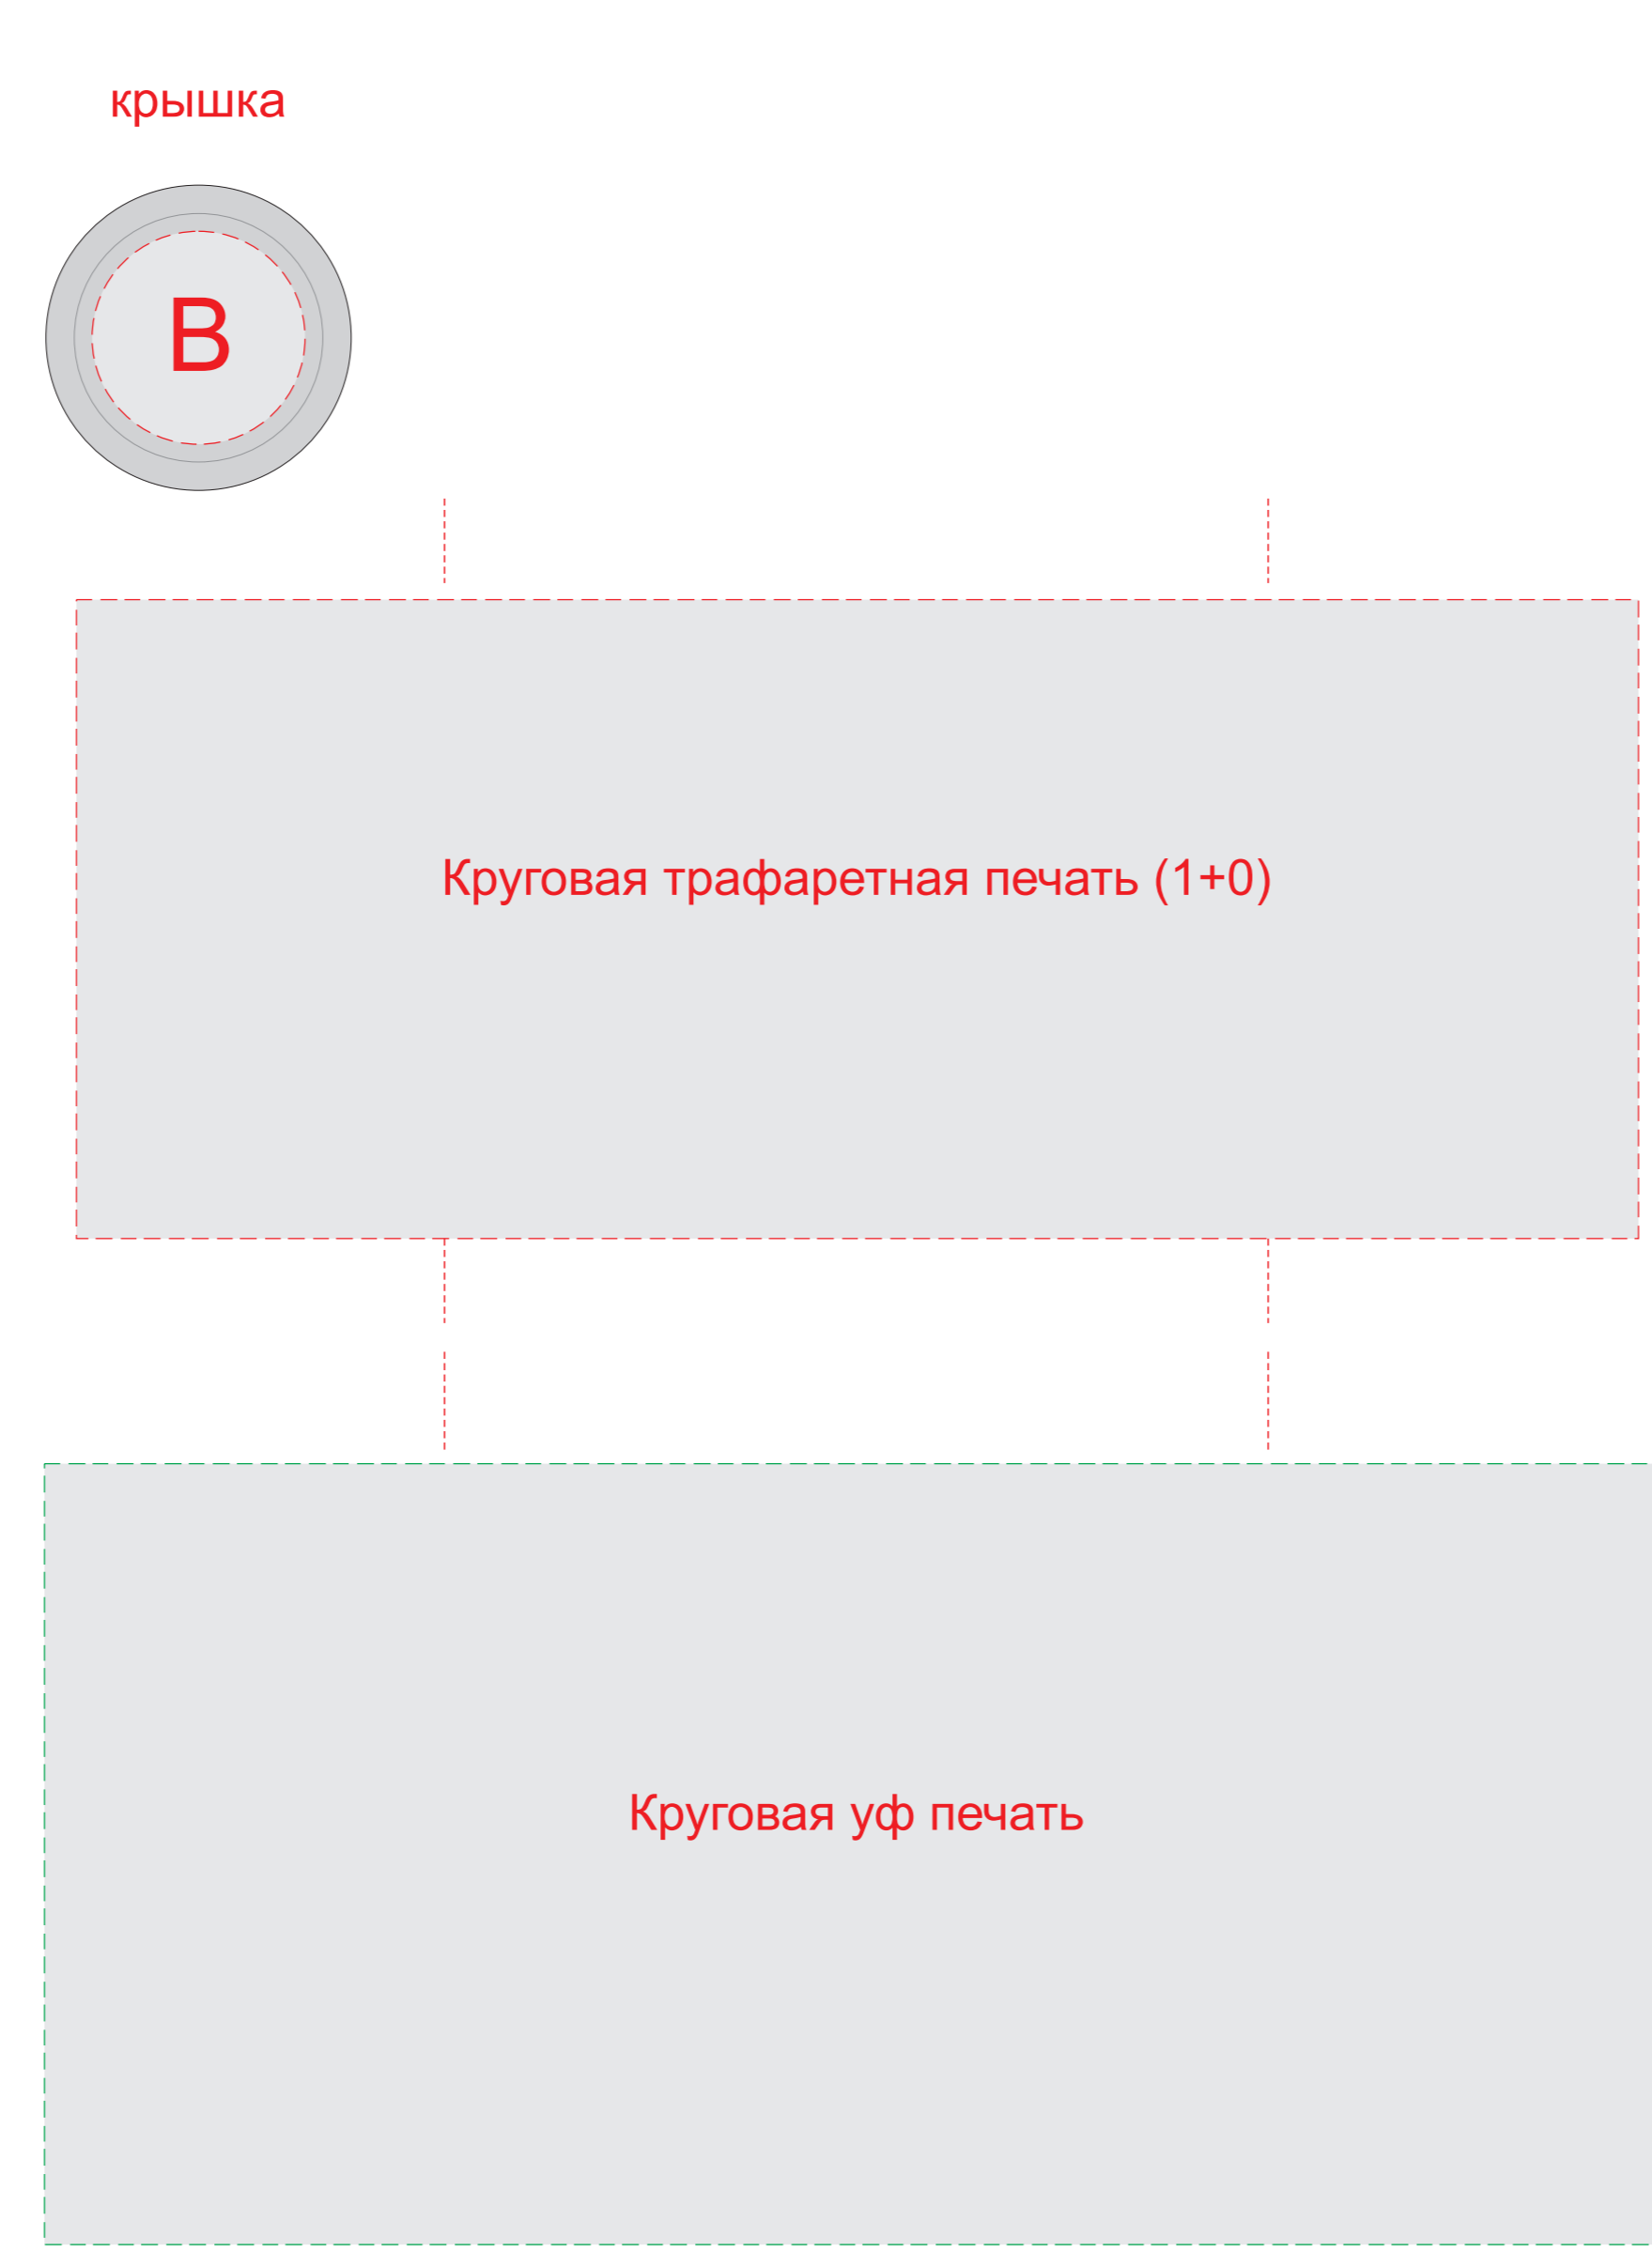 крышка
B
Круговая трафаретная печать (1+0)
Круговая уф печать